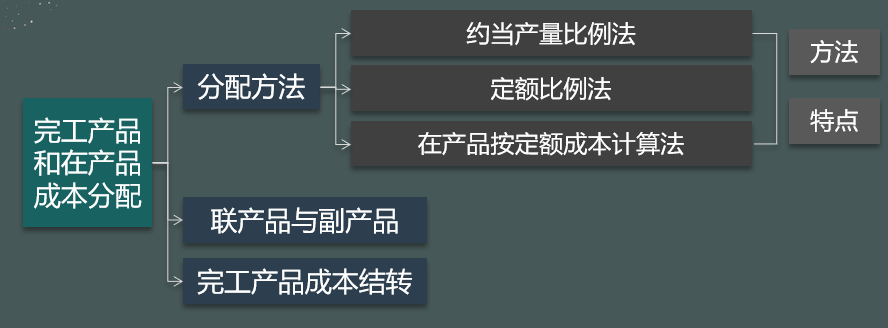 完工产品
和在产品
成本分配
分配方法
约当产量比例法
定额比例法
在产品按定额成本计算法
方法
特点
联产品与副产品
完工产品成本结转